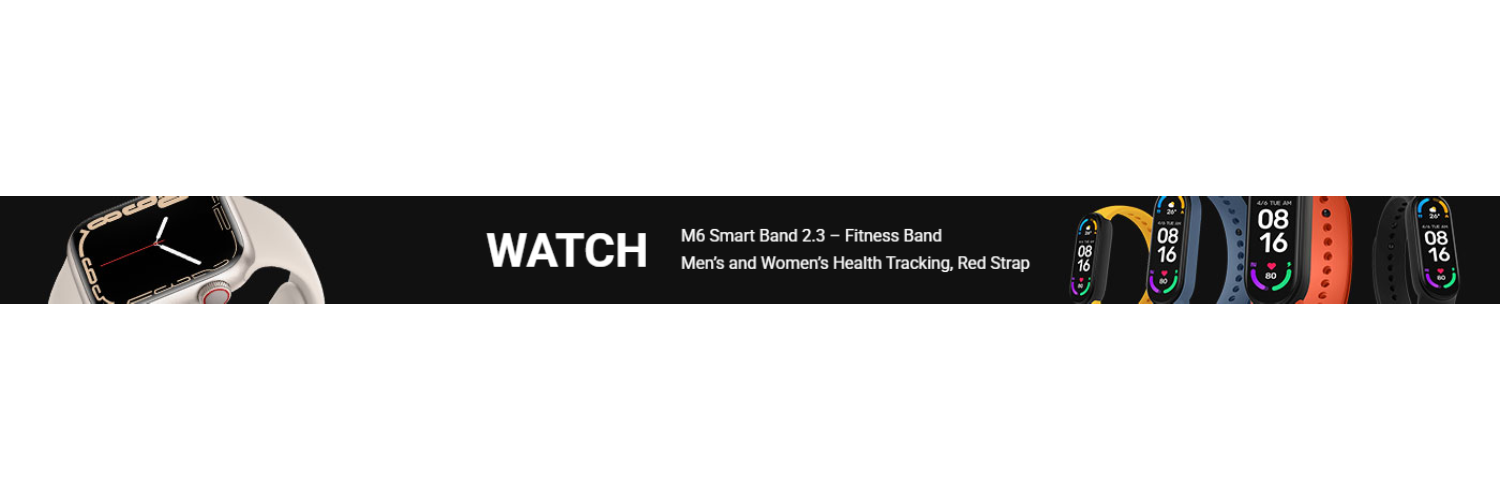 WATCH
M6 Smart Band 2.3 – Fitness Band
Men's and Women's Health Tracking, Red Strap
26°
08
16
26°
4/6 TUE AM
08
16
80
4/6 TUE AM
08
16
80
26°
4/6 TUE AM
08
16
60